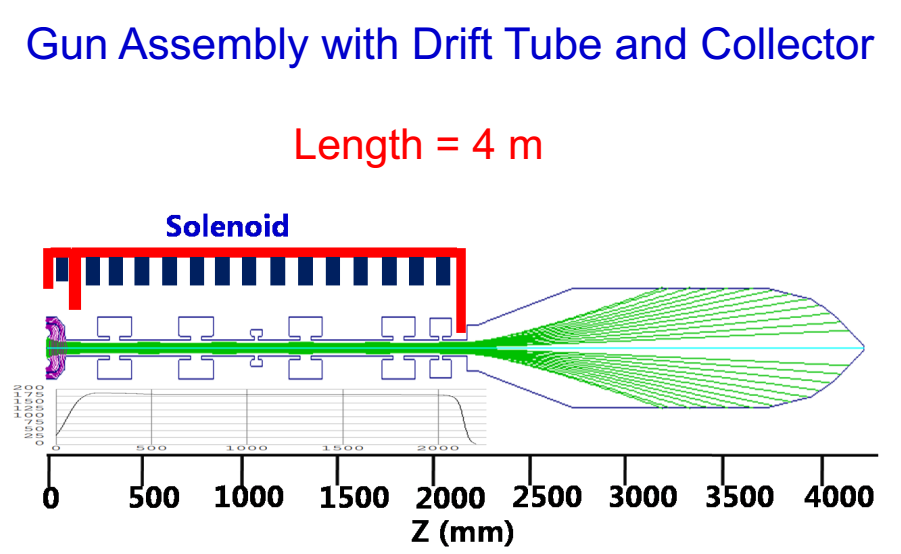 Gun Assembly with Drift Tube and Collector
Length = 4 m
Solenoid
200
175
150
125
100
75
50
25
0
0 500 1000 1500 2000
0 500 1000 1500 2000 2500 3000 3500 4000
Z (mm)